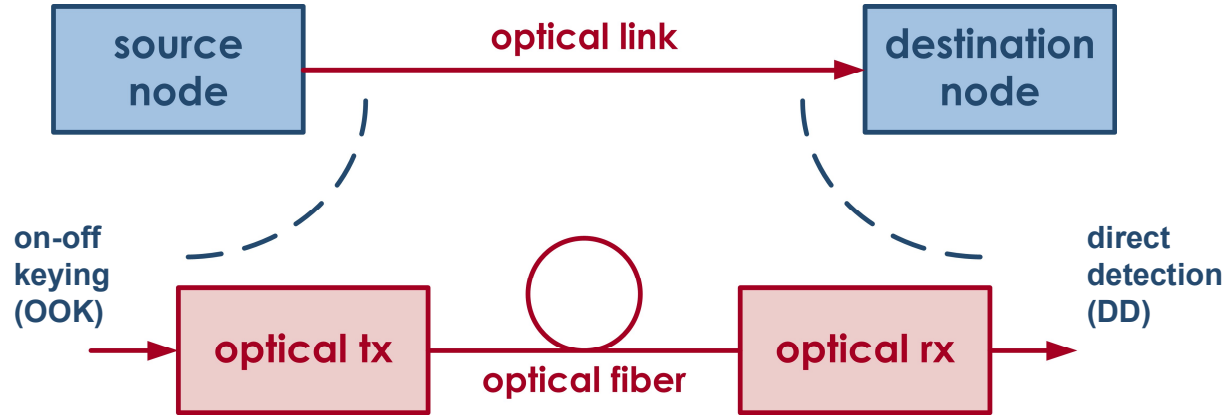 source
node
optical link
destination
node
on-off
keying
(OOK)
optical tx
optical fiber
optical rx
direct
detection
(DD)